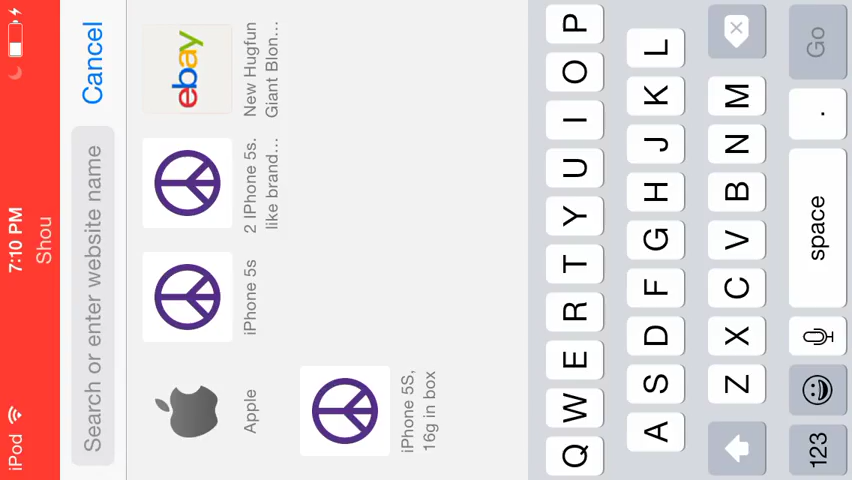 iPod
7:10 PM
Shou
Search or enter website name
Cancel
Apple
iPhone 5s
2 IPhone 5s.
like brand...
ebay
New Hugfun
Giant Blon...
iPhone 5S,
16g in box
Q W E R T Y U I O P
A S D F G H J K L
Z X C V B N M
123
space
.
Go